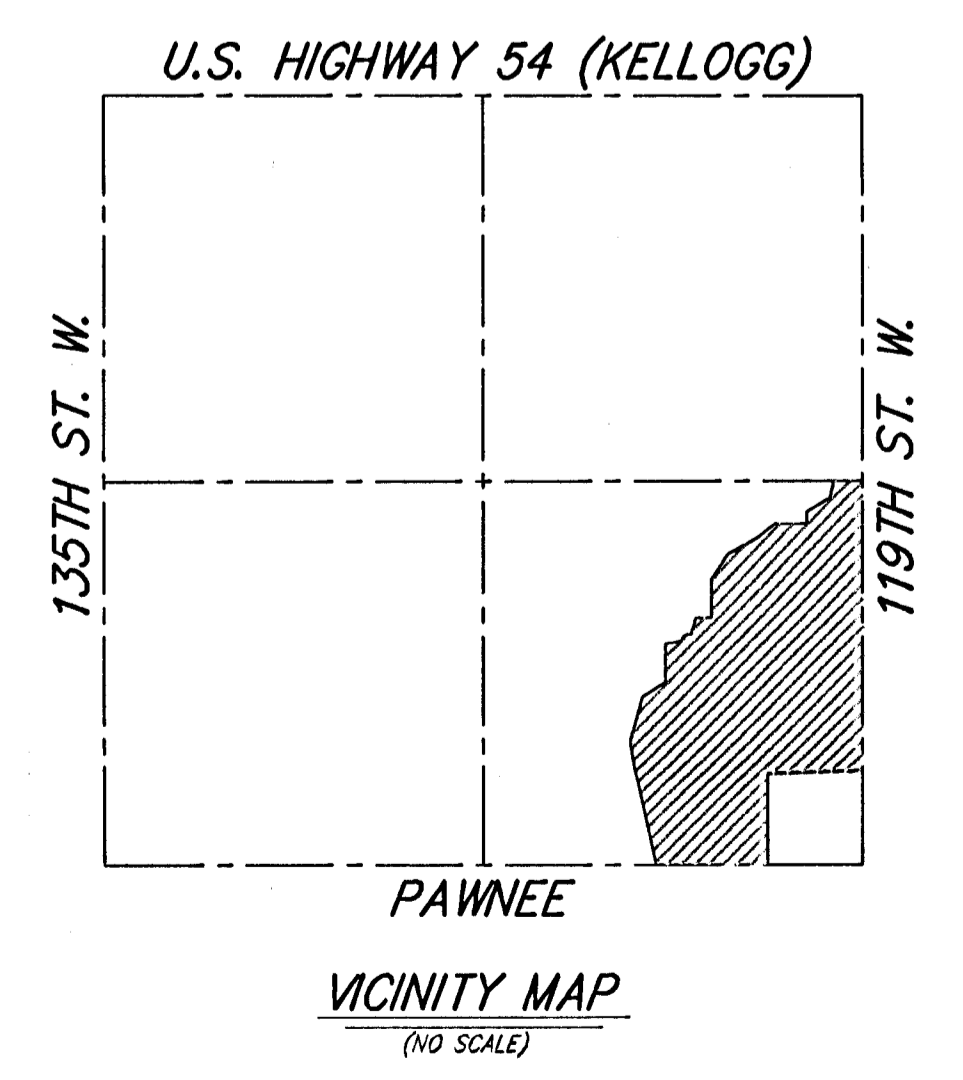 U.S. HIGHWAY 54 (KELLOGG)
135TH ST. W.
119TH ST. W.
PAWNEE
VICINITY MAP
(NO SCALE)